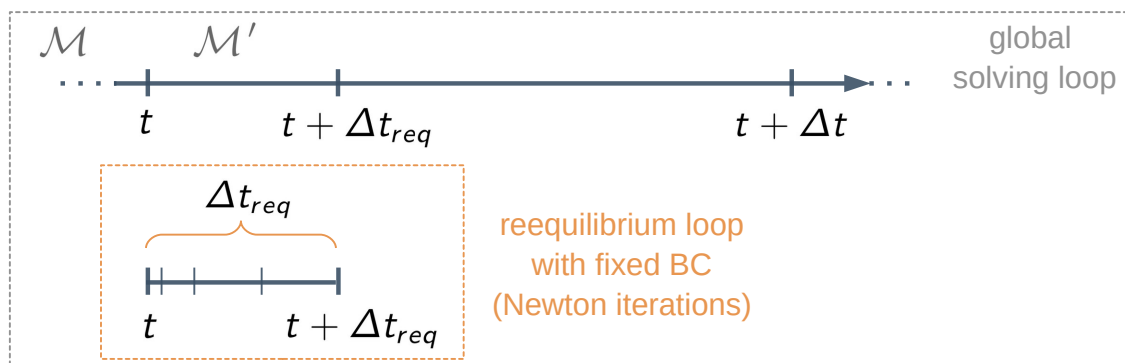 ℳ ℳ′ global
solving loop
t t + Δt_req t + Δt
Δt_req
reequilibrium loop
with fixed BC
(Newton iterations)
t t + Δt_req